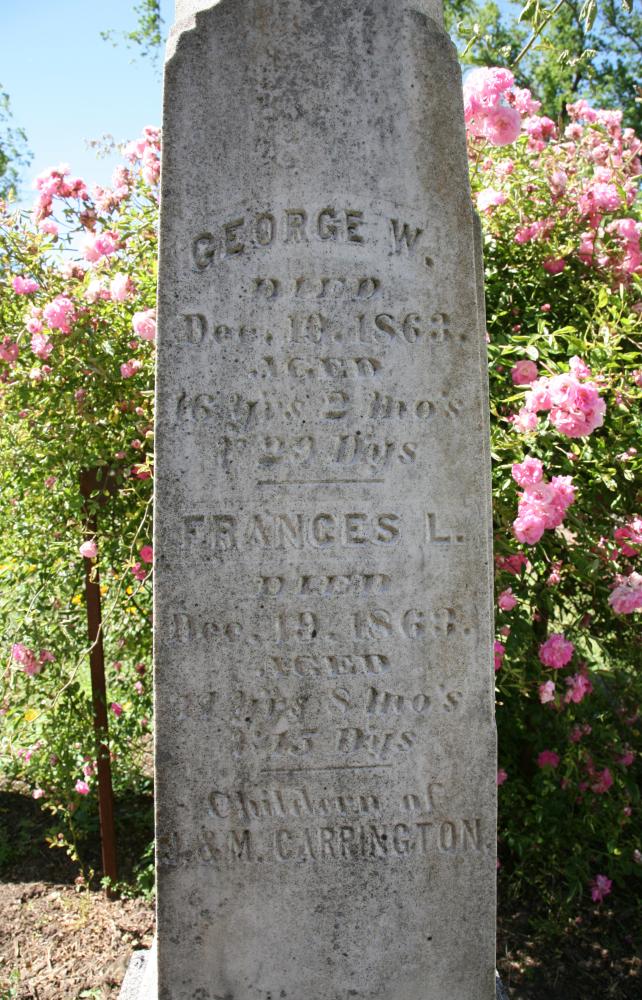 GEORGE W.
DIED
Dec. 13. 1863.
AGED
16 yrs 2 mo's
& 29 Dys
FRANCES L.
DIED
Dec. 19. 1863.
AGED
yrs 8 mo's
& 15 Dys
Children of
J. & M. CARRINGTON.